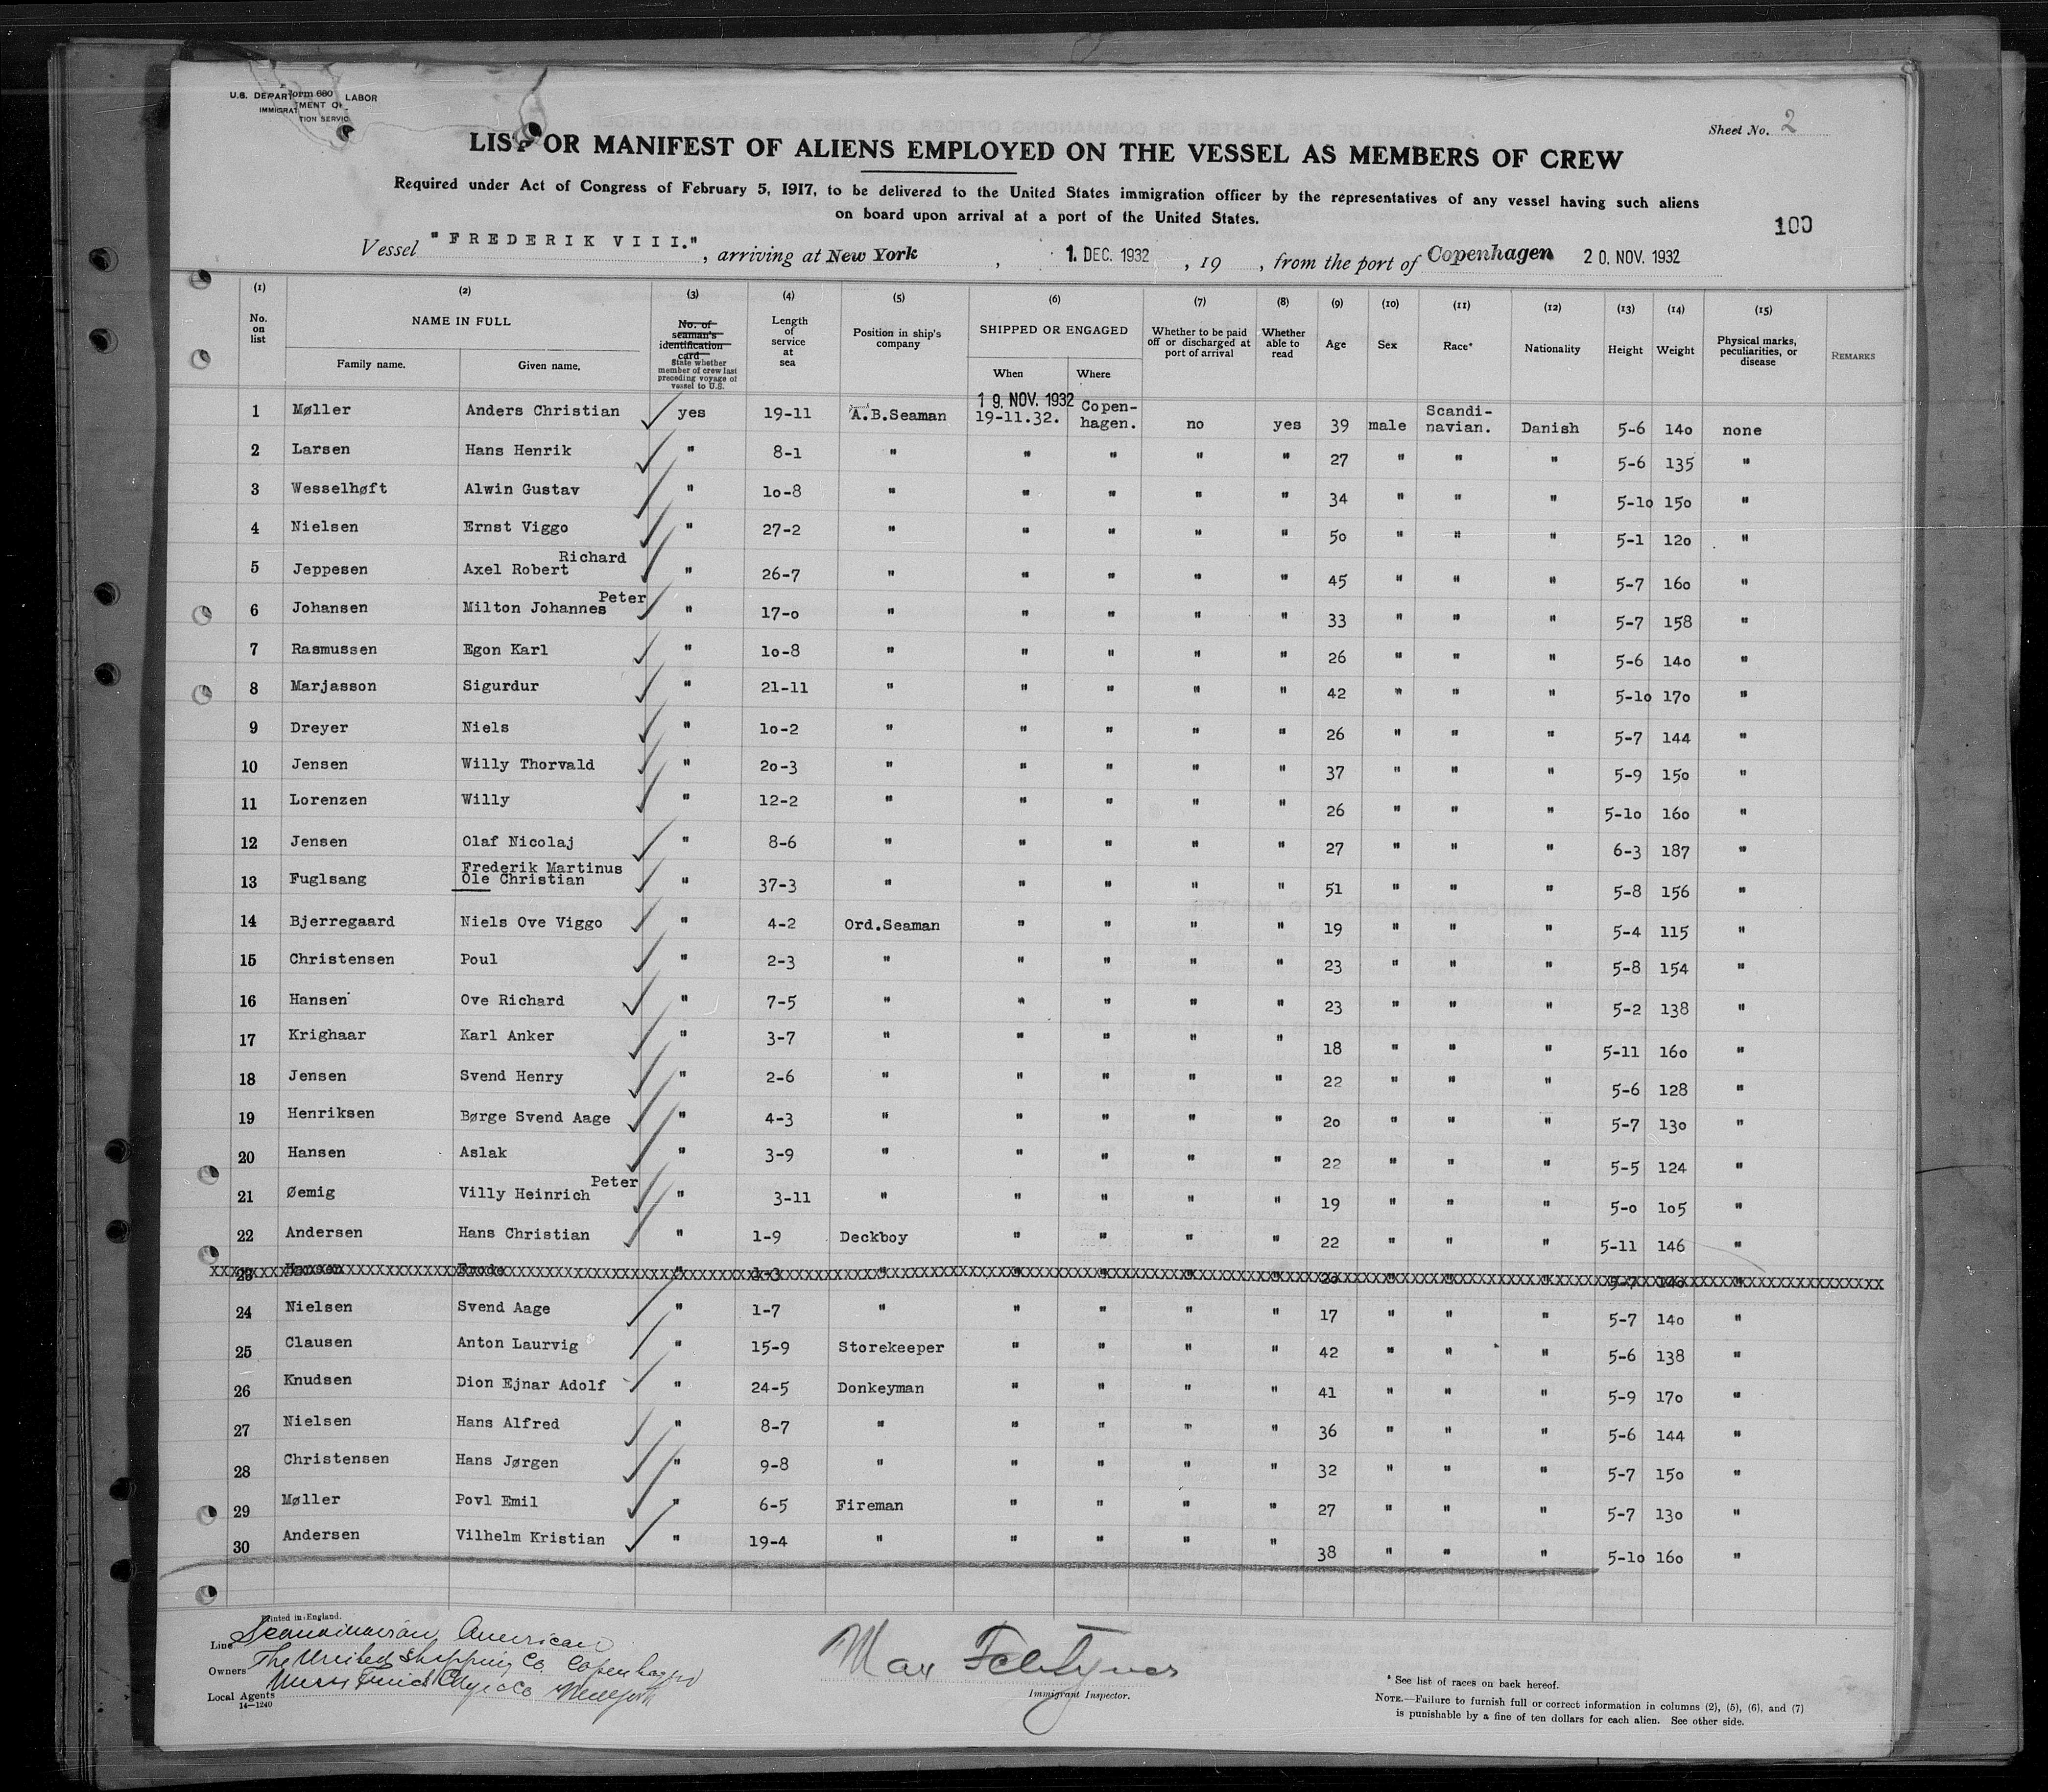 Form 680
U.S. DEPARTMENT OF LABOR
IMMIGRATION SERVICE
Sheet No. 2
LIST OR MANIFEST OF ALIENS EMPLOYED ON THE VESSEL AS MEMBERS OF CREW
Required under Act of Congress of February 5, 1917, to be delivered to the United States immigration officer by the representatives of any vessel having such aliens
on board upon arrival at a port of the United States.
100
Vessel "FREDERIK VIII.", arriving at New York, 1. DEC. 1932, 19 , from the port of Copenhagen 20. NOV. 1932
(1) (2) (3) (4) (5) (6) (7) (8) (9) (10) (11) (12) (13) (14) (15)
No. on list NAME IN FULL Family name. Given name. No. of seaman's identification card State whether member of crew last preceding voyage of vessel to U.S. Length of service at sea Position in ship's company SHIPPED OR ENGAGED When Where Whether to be paid off or discharged at port of arrival Whether able to read Age Sex Race* Nationality Height Weight Physical marks, peculiarities, or disease REMARKS
19. NOV. 1932
1 Møller Anders Christian yes 19-11 A.B.Seaman 19-11.32. Copen-hagen. no yes 39 male Scandi-navian. Danish 5-6 140 none
2 Larsen Hans Henrik " 8-1 " " " " " 27 " " " 5-6 135 "
3 Wesselhøft Alwin Gustav " 10-8 " " " " " 34 " " " 5-10 150 "
4 Nielsen Ernst Viggo " 27-2 " " " " " 50 " " " 5-1 120 "
5 Jeppesen Axel Robert Richard " 26-7 " " " " " 45 " " " 5-7 160 "
6 Johansen Milton Johannes Peter " 17-0 " " " " " 33 " " " 5-7 158 "
7 Rasmussen Egon Karl " 10-8 " " " " " 26 " " " 5-6 140 "
8 Marjasson Sigurdur " 21-11 " " " " " 42 " " " 5-10 170 "
9 Dreyer Niels " 10-2 " " " " " 26 " " " 5-7 144 "
10 Jensen Willy Thorvald " 20-3 " " " " " 37 " " " 5-9 150 "
11 Lorenzen Willy " 12-2 " " " " " 26 " " " 5-10 160 "
12 Jensen Olaf Nicolaj " 8-6 " " " " " 27 " " " 6-3 187 "
13 Fuglsang Frederik Martinus Ole Christian " 37-3 " " " " " 51 " " " 5-8 156 "
14 Bjerregaard Niels Ove Viggo " 4-2 Ord.Seaman " " " " 19 " " " 5-4 115 "
15 Christensen Poul " 2-3 " " " " " 23 " " " 5-8 154 "
16 Hansen Ove Richard " 7-5 " " " " " 23 " " " 5-2 138 "
17 Krighaar Karl Anker " 3-7 " " " " " 18 " " " 5-11 160 "
18 Jensen Svend Henry " 2-6 " " " " " 22 " " " 5-6 128 "
19 Henriksen Børge Svend Aage " 4-3 " " " " " 20 " " " 5-7 130 "
20 Hansen Aslak " 3-9 " " " " " 22 " " " 5-5 124 "
21 Øemig Villy Heinrich Peter " 3-11 " " " " " 19 " " " 5-0 105 "
22 Andersen Hans Christian " 1-9 Deckboy " " " " 22 " " " 5-11 146 "
23 Hansen Frode " 1-3 " " " " " 20 " " " 5-7 140 "
24 Nielsen Svend Aage " 1-7 " " " " " 17 " " " 5-7 140 "
25 Clausen Anton Laurvig " 15-9 Storekeeper " " " " 42 " " " 5-6 138 "
26 Knudsen Dion Ejnar Adolf " 24-5 Donkeyman " " " " 41 " " " 5-9 170 "
27 Nielsen Hans Alfred " 8-7 " " " " " 36 " " " 5-6 144 "
28 Christensen Hans Jørgen " 9-8 " " " " " 32 " " " 5-7 150 "
29 Møller Povl Emil " 6-5 Fireman " " " " 27 " " " 5-7 130 "
30 Andersen Vilhelm Kristian " 19-4 " " " " " 38 " " " 5-10 160 "
Printed in England.
Line Scandinavian American
Owners The United Shipping Co. Copenhagen
Local Agents
14—1240
Max
Immigrant Inspector.
* See list of races on back hereof.
NOTE.—Failure to furnish full or correct information in columns (2), (5), (6), and (7)
is punishable by a fine of ten dollars for each alien. See other side.